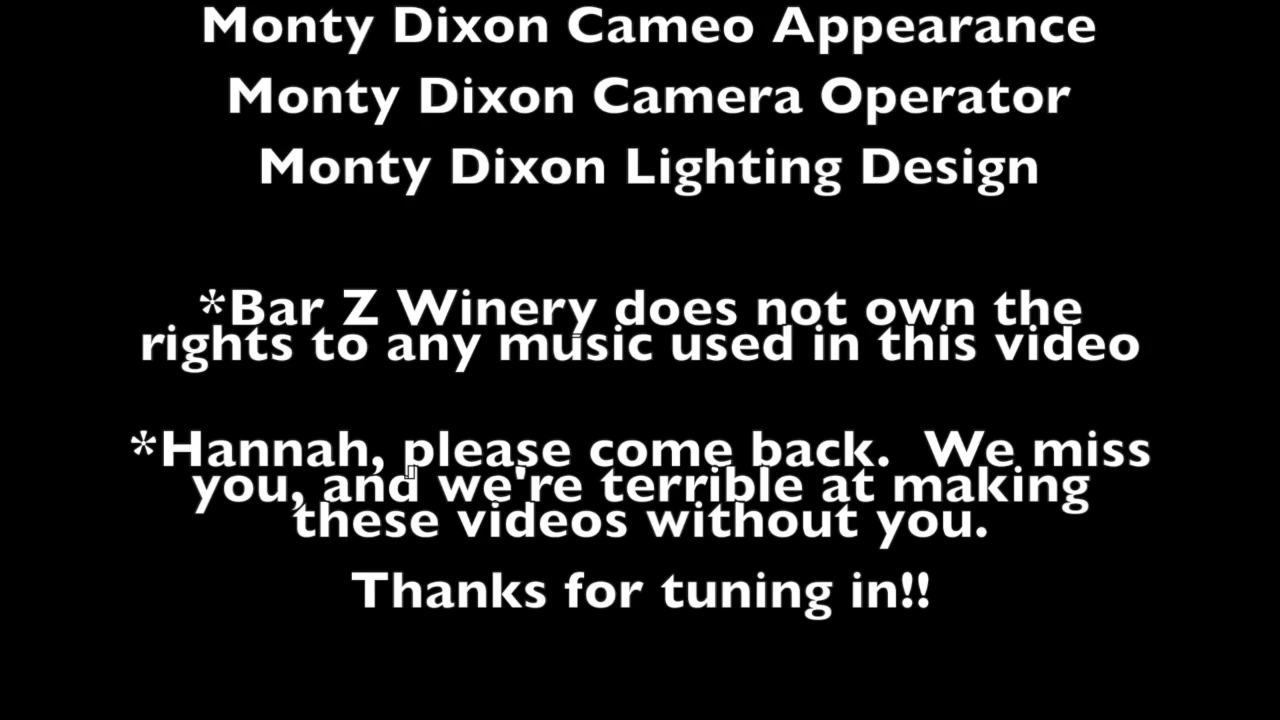 Monty Dixon Cameo Appearance
Monty Dixon Camera Operator
Monty Dixon Lighting Design
*Bar Z Winery does not own the
rights to any music used in this video
*Hannah, please come back.  We miss
you, and we're terrible at making
these videos without you.
Thanks for tuning in!!